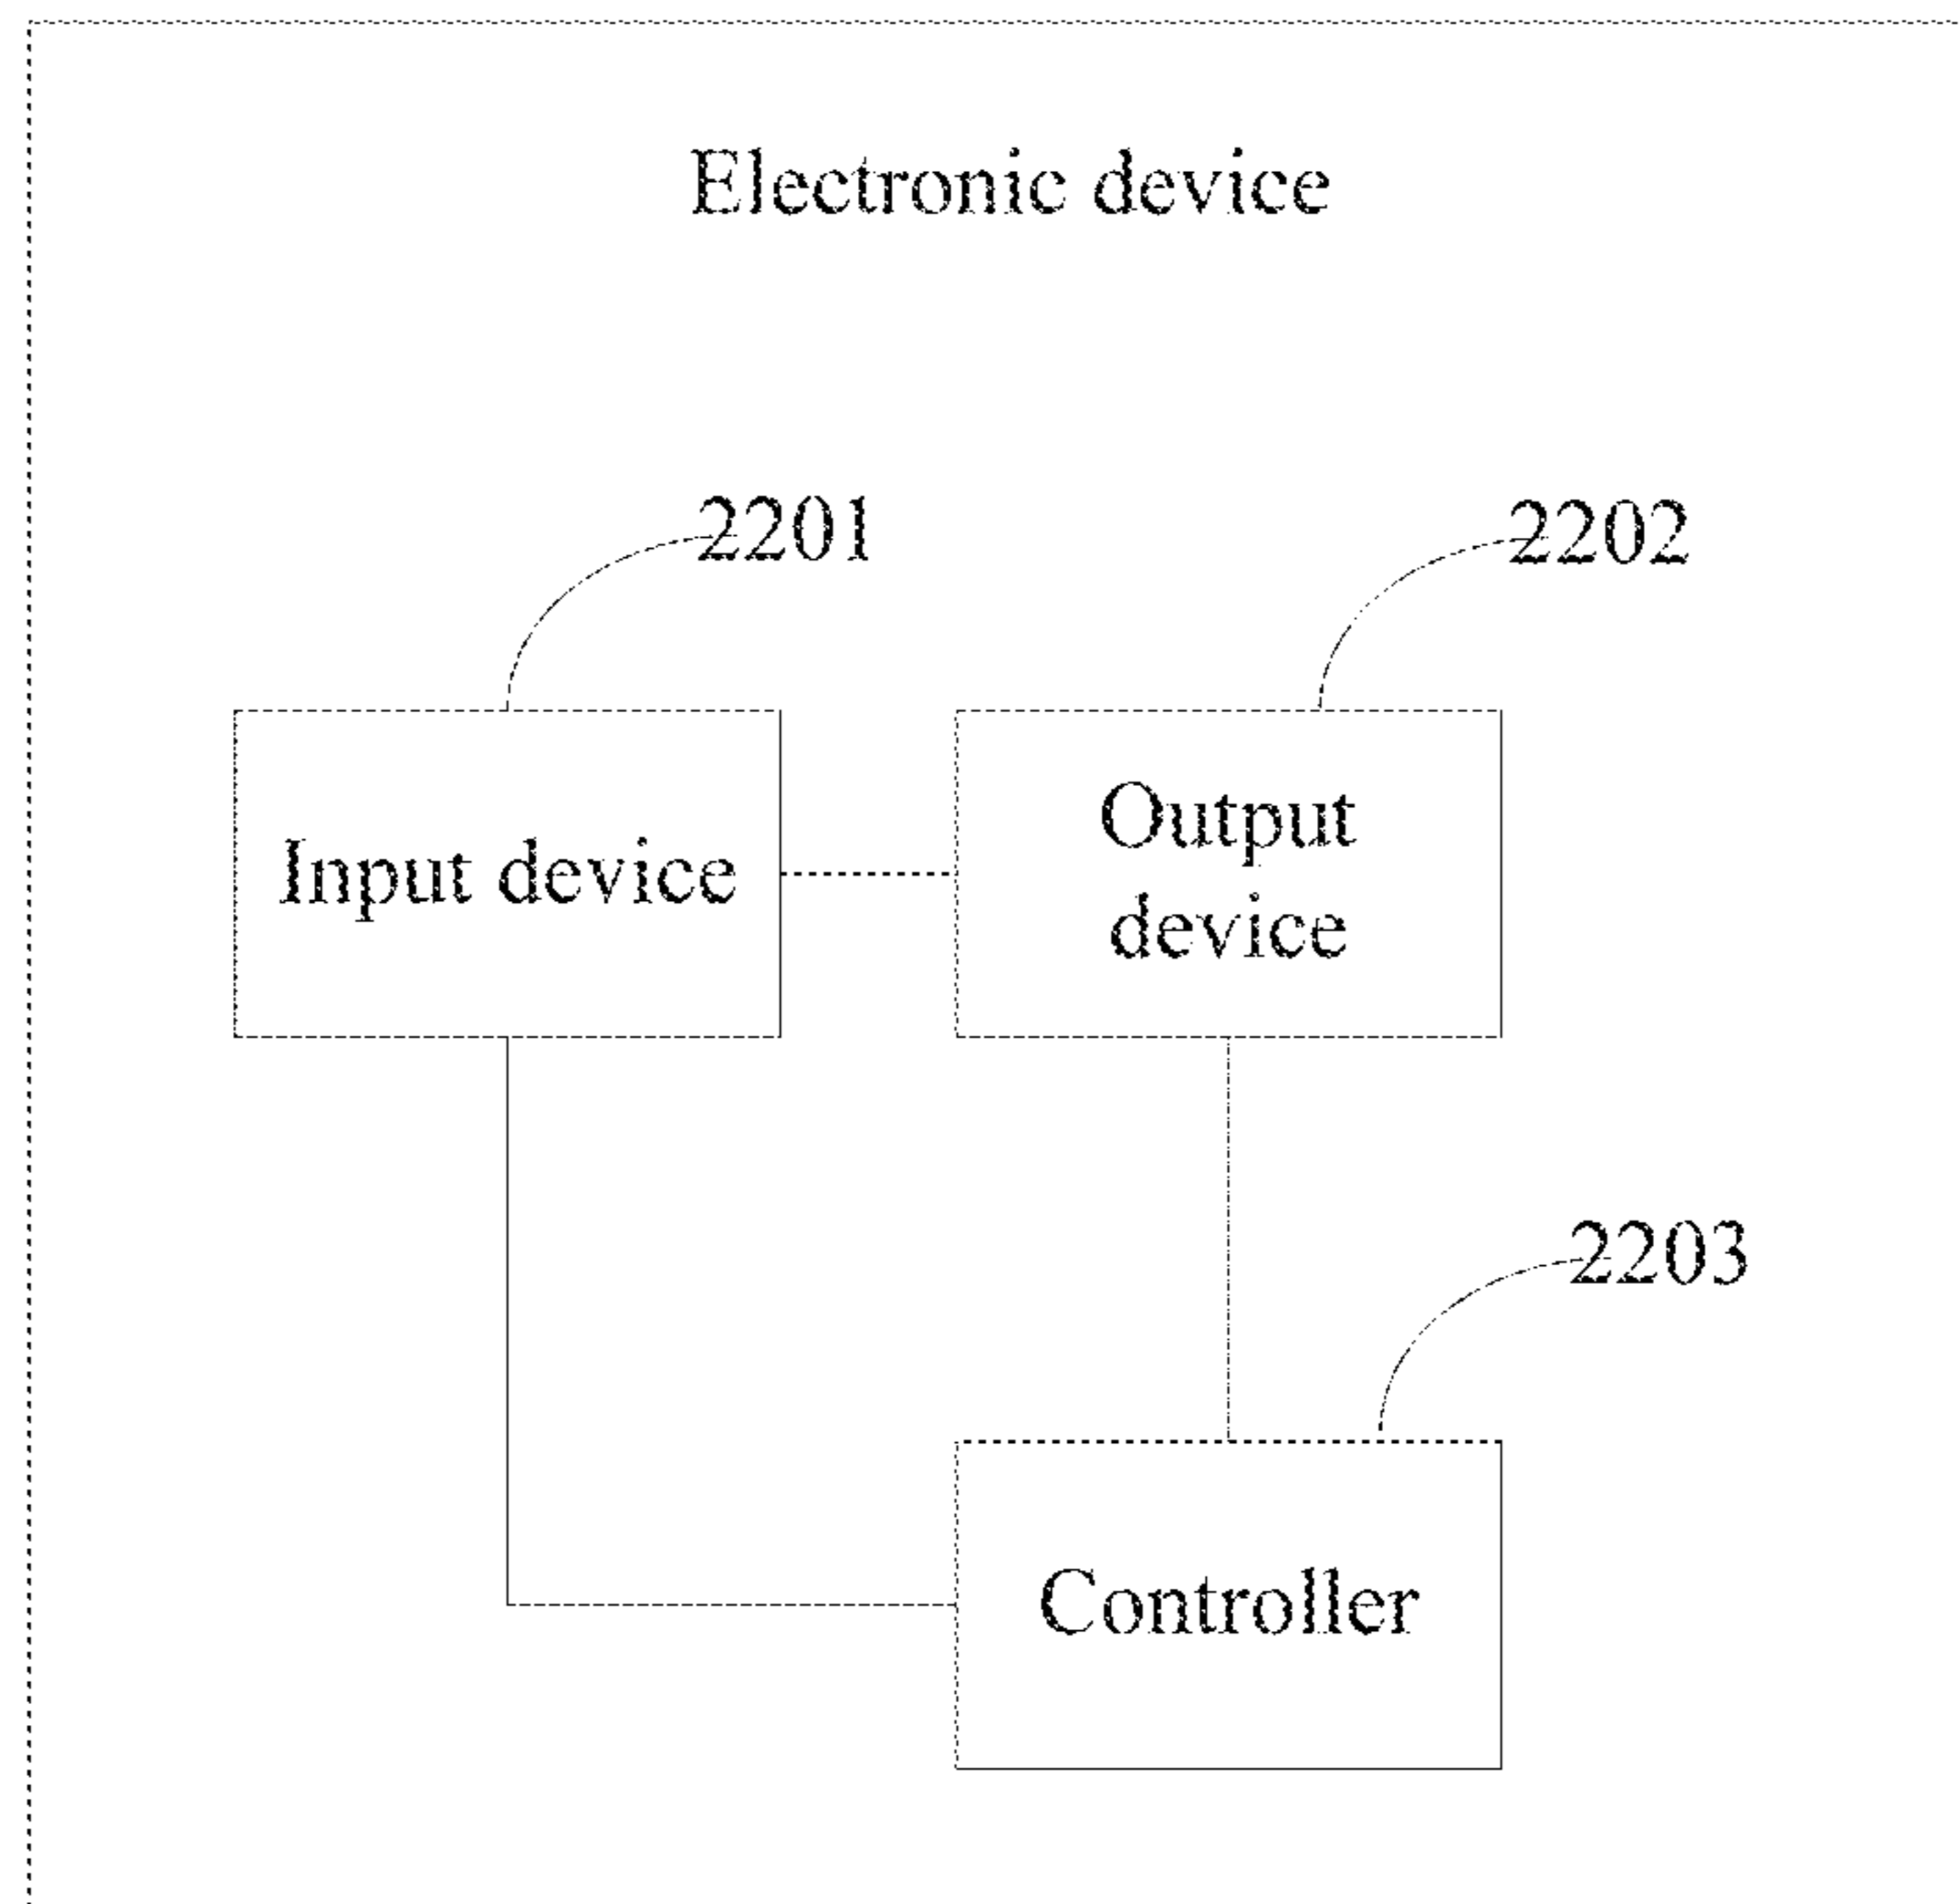 Electronic device
2201
2202
Input device
Output
device
2203
Controller